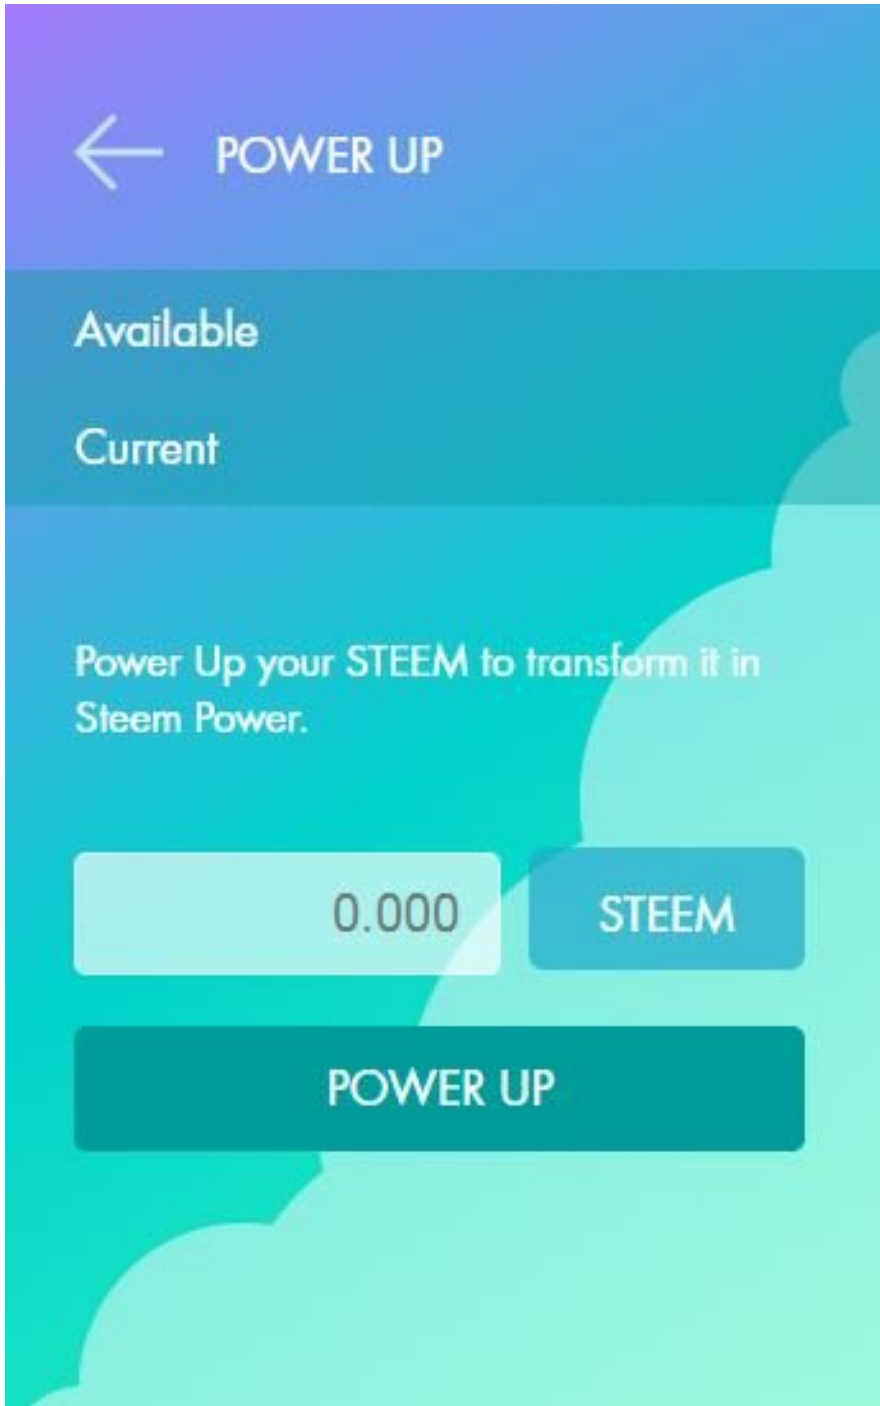 POWER UP
Available
Current
Power Up your STEEM to transform it in
Steem Power.
0.000 STEEM
POWER UP